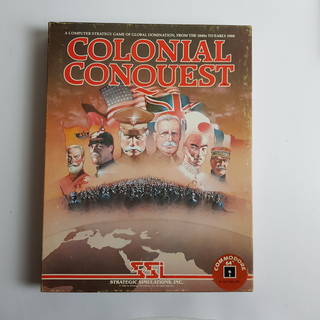 A COMPUTER STRATEGY GAME OF GLOBAL DOMINATION, FROM THE 1880s TO EARLY 1900
COLONIAL
CONQUEST
SSI
STRATEGIC SIMULATIONS, INC.
COMMODORE
64